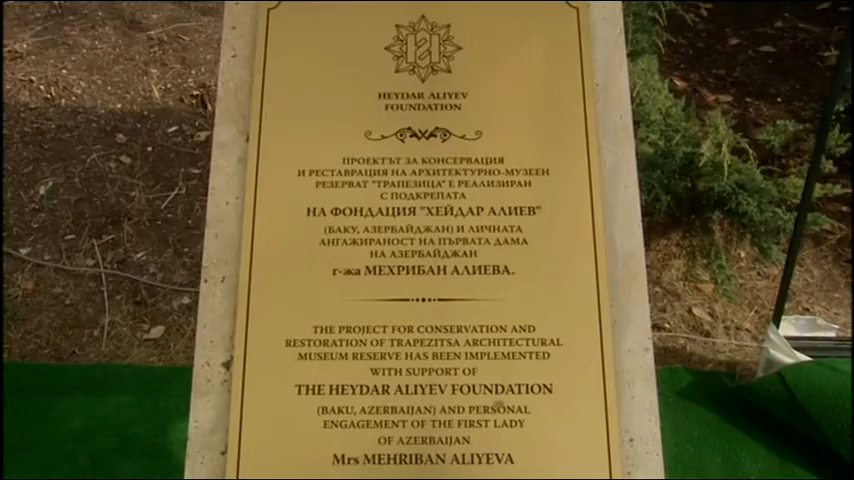 HEYDAR ALIYEV
FOUNDATION
ПРОЕКТЪТ ЗА КОНСЕРВАЦИЯ
И РЕСТАВРАЦИЯ НА АРХИТЕКТУРНО-МУЗЕЕН
РЕЗЕРВАТ "ТРАПЕЗИЦА" Е РЕАЛИЗИРАН
С ПОДКРЕПАТА
НА ФОНДАЦИЯ "ХЕЙДАР АЛИЕВ"
(БАКУ, АЗЕРБАЙДЖАН) И ЛИЧНАТА
АНГАЖИРАНОСТ НА ПЪРВАТА ДАМА
НА АЗЕРБАЙДЖАН
г-жа МЕХРИБАН АЛИЕВА.
THE PROJECT FOR CONSERVATION AND
RESTORATION OF TRAPEZITSA ARCHITECTURAL
MUSEUM RESERVE HAS BEEN IMPLEMENTED
WITH SUPPORT OF
THE HEYDAR ALIYEV FOUNDATION
(BAKU, AZERBAIJAN) AND PERSONAL
ENGAGEMENT OF THE FIRST LADY
OF AZERBAIJAN
Mrs MEHRIBAN ALIYEVA